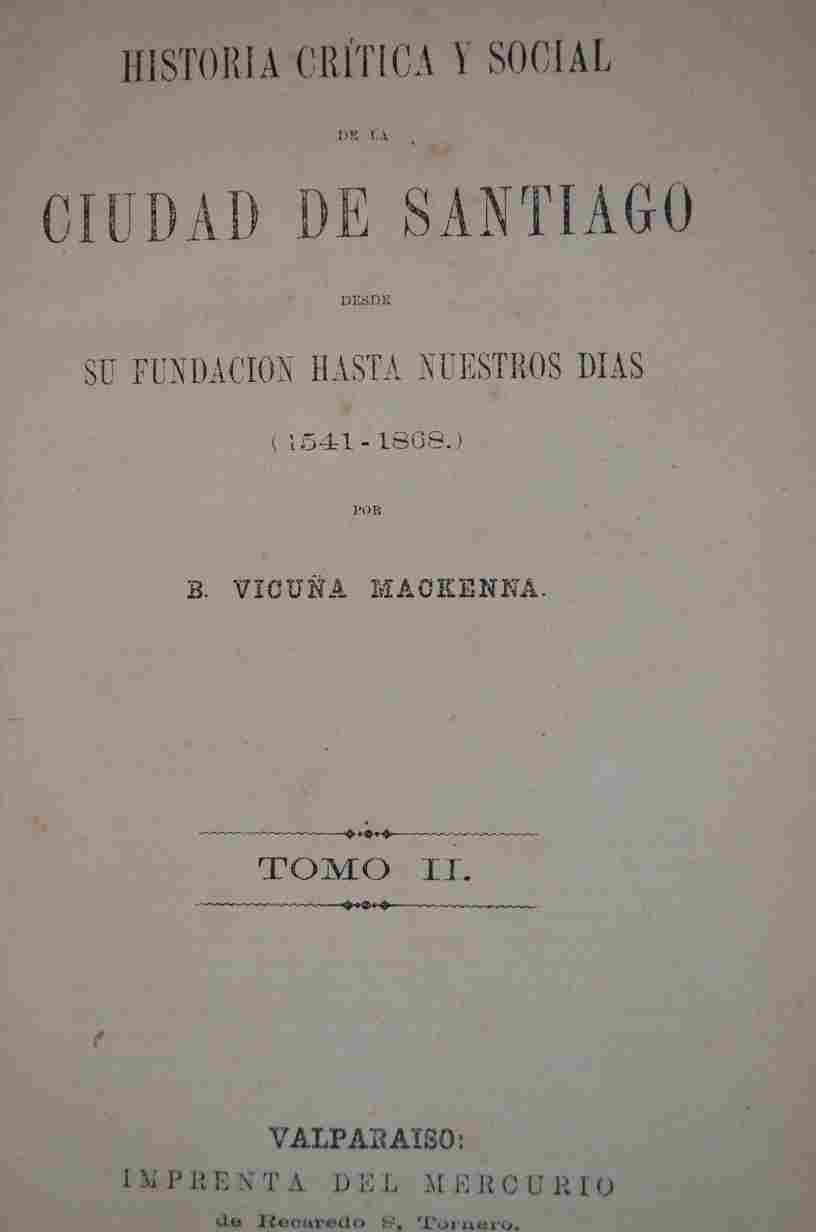 HISTORIA CRÍTICA Y SOCIAL
DE LA
CIUDAD DE SANTIAGO
DESDE
SU FUNDACION HASTA NUESTROS DIAS
(1541-1868.)
POR
B. VICUÑA MACKENNA.
TOMO II.
VALPARAISO:
IMPRENTA DEL MERCURIO
de Recaredo S. Tornero.